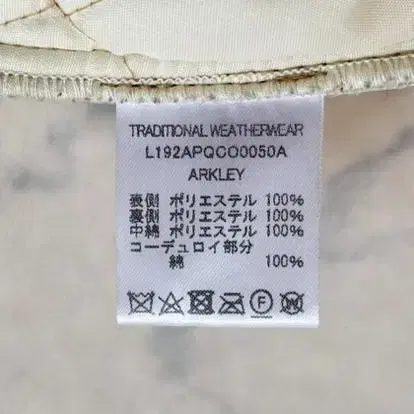 TRADITIONAL WEATHERWEAR
L192APQCO0050A
ARKLEY
表側 ポリエステル 100%
裏側 ポリエステル 100%
中綿 ポリエステル 100%
コーデュロイ部分
綿 100%
F W